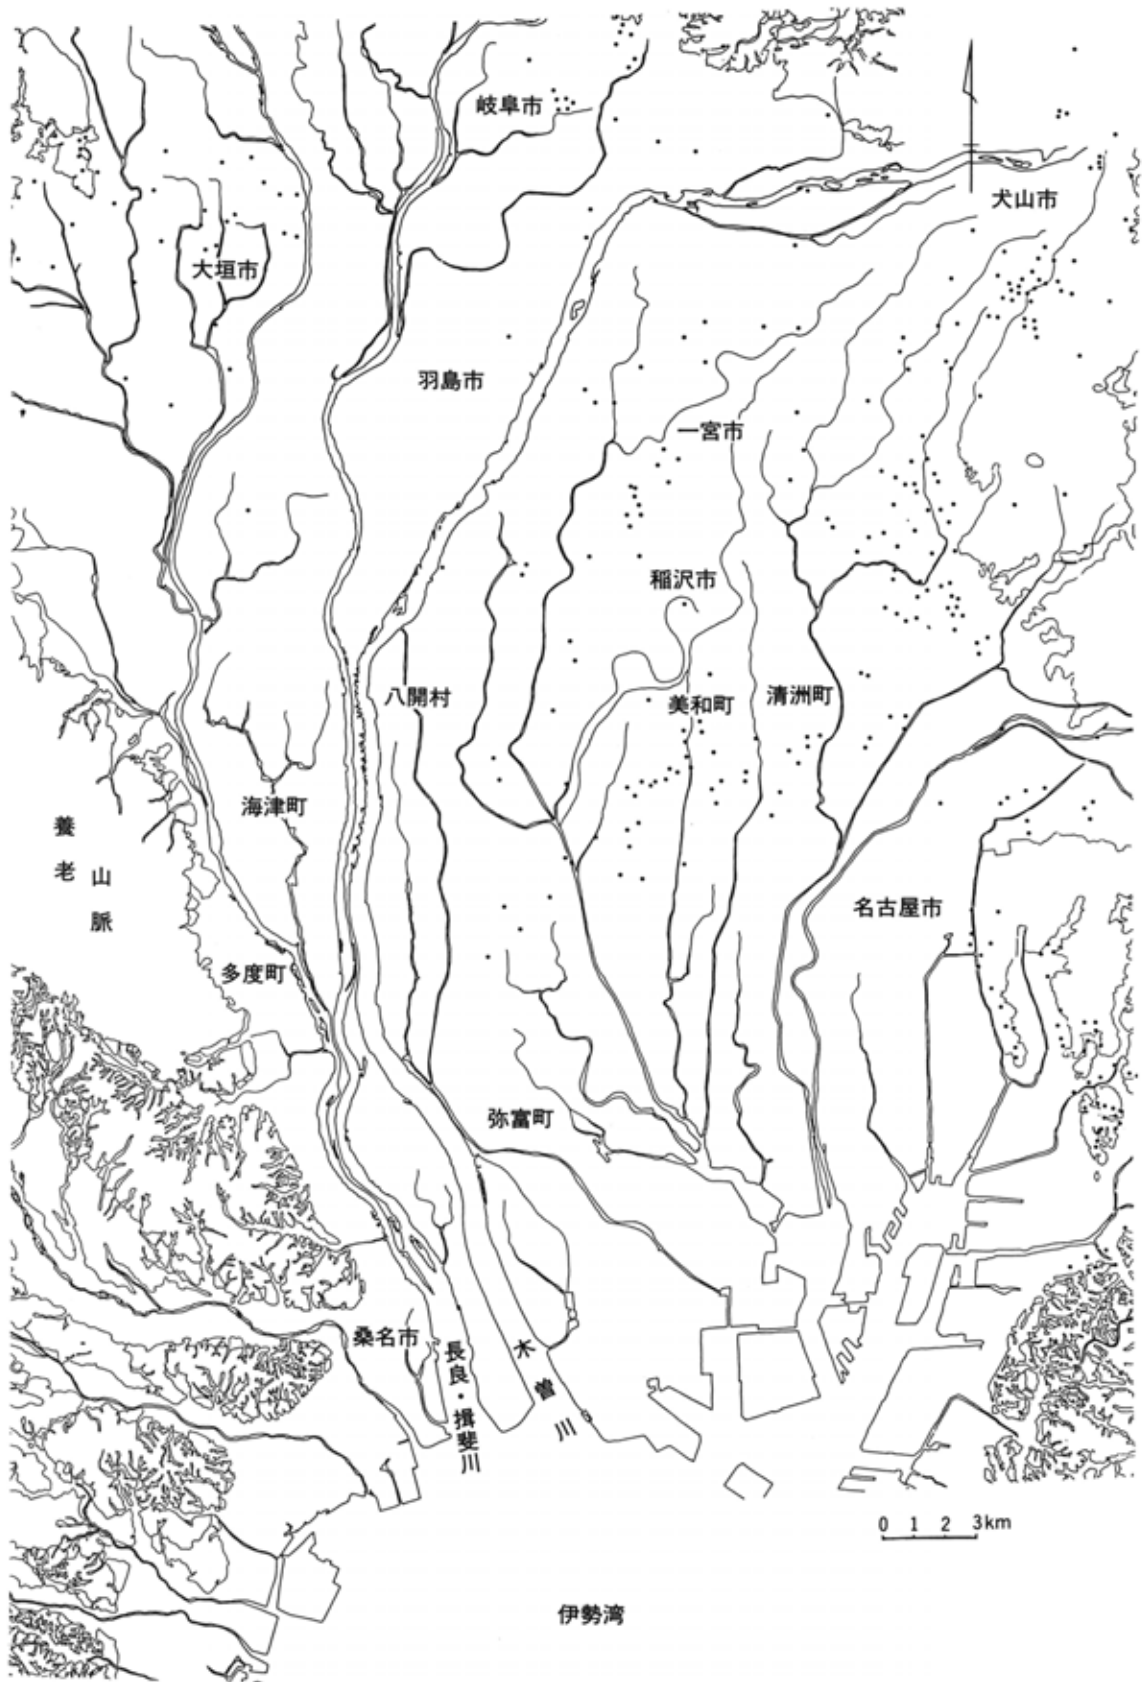 岐阜市
犬山市
大垣市
羽島市
一宮市
稲沢市
八開村
美和町
清洲町
海津町
養老山脈
名古屋市
多度町
弥富町
桑名市
長良・揖斐川
木曽川
0 1 2 3km
伊勢湾